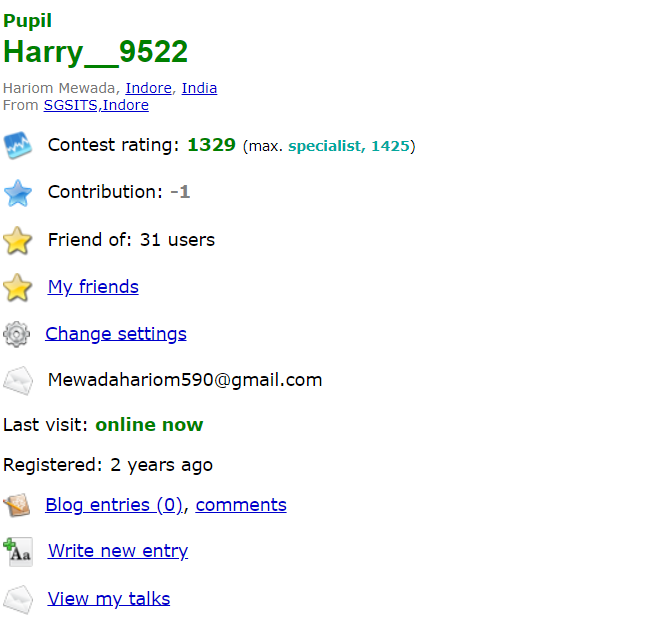 Pupil
Harry__9522
Hariom Mewada, Indore, India
From SGSITS,Indore
Contest rating: 1329 (max. specialist, 1425)
Contribution: -1
Friend of: 31 users
My friends
Change settings
Mewadahariom590@gmail.com
Last visit: online now
Registered: 2 years ago
Blog entries (0), comments
Aa Write new entry
View my talks